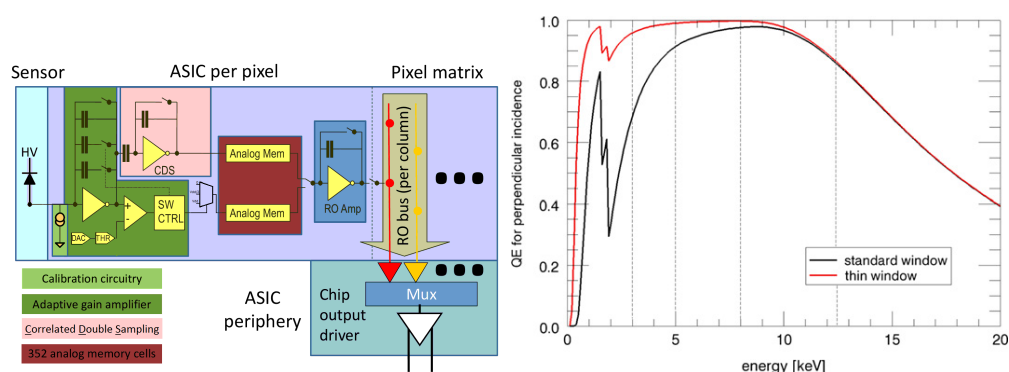 Sensor
ASIC per pixel
Pixel matrix
HV
CDS
Analog Mem
Analog Mem
SW
CTRL
+
-
DAC
THR
RO Amp
RO bus (per column)
Calibration circuitry
Adaptive gain amplifier
Correlated Double Sampling
352 analog memory cells
ASIC
periphery
Chip
output
driver
Mux
QE for perpendicular incidence
1.0
0.8
0.6
0.4
0.2
0.0
standard window
thin window
0
5
10
15
20
energy [keV]